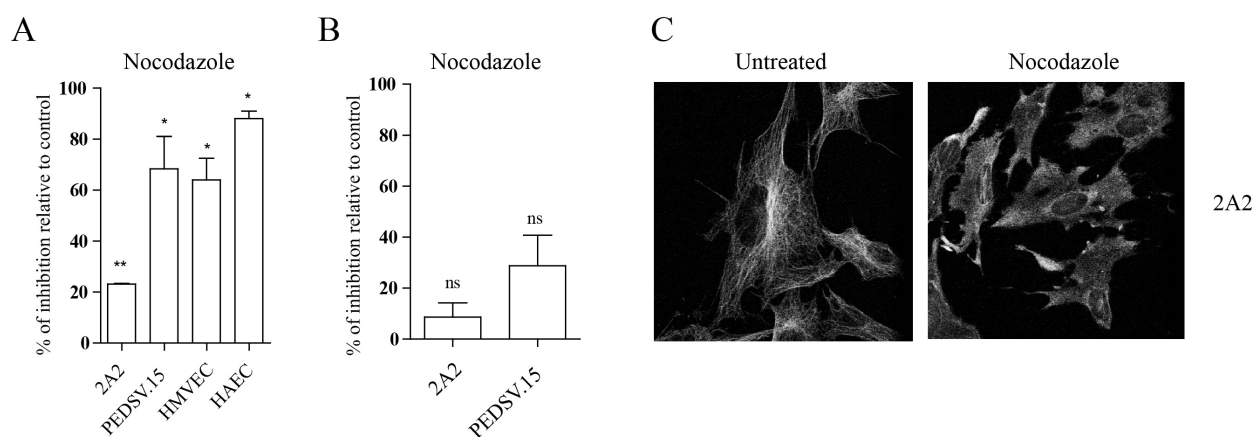 A
Nocodazole
% of inhibition relative to control
100
80
60
40
20
0
**
*
*
*
2A2
PEDSV.15
HMVEC
HAEC
B
Nocodazole
% of inhibition relative to control
100
80
60
40
20
0
ns
ns
2A2
PEDSV.15
C
Untreated
Nocodazole
2A2